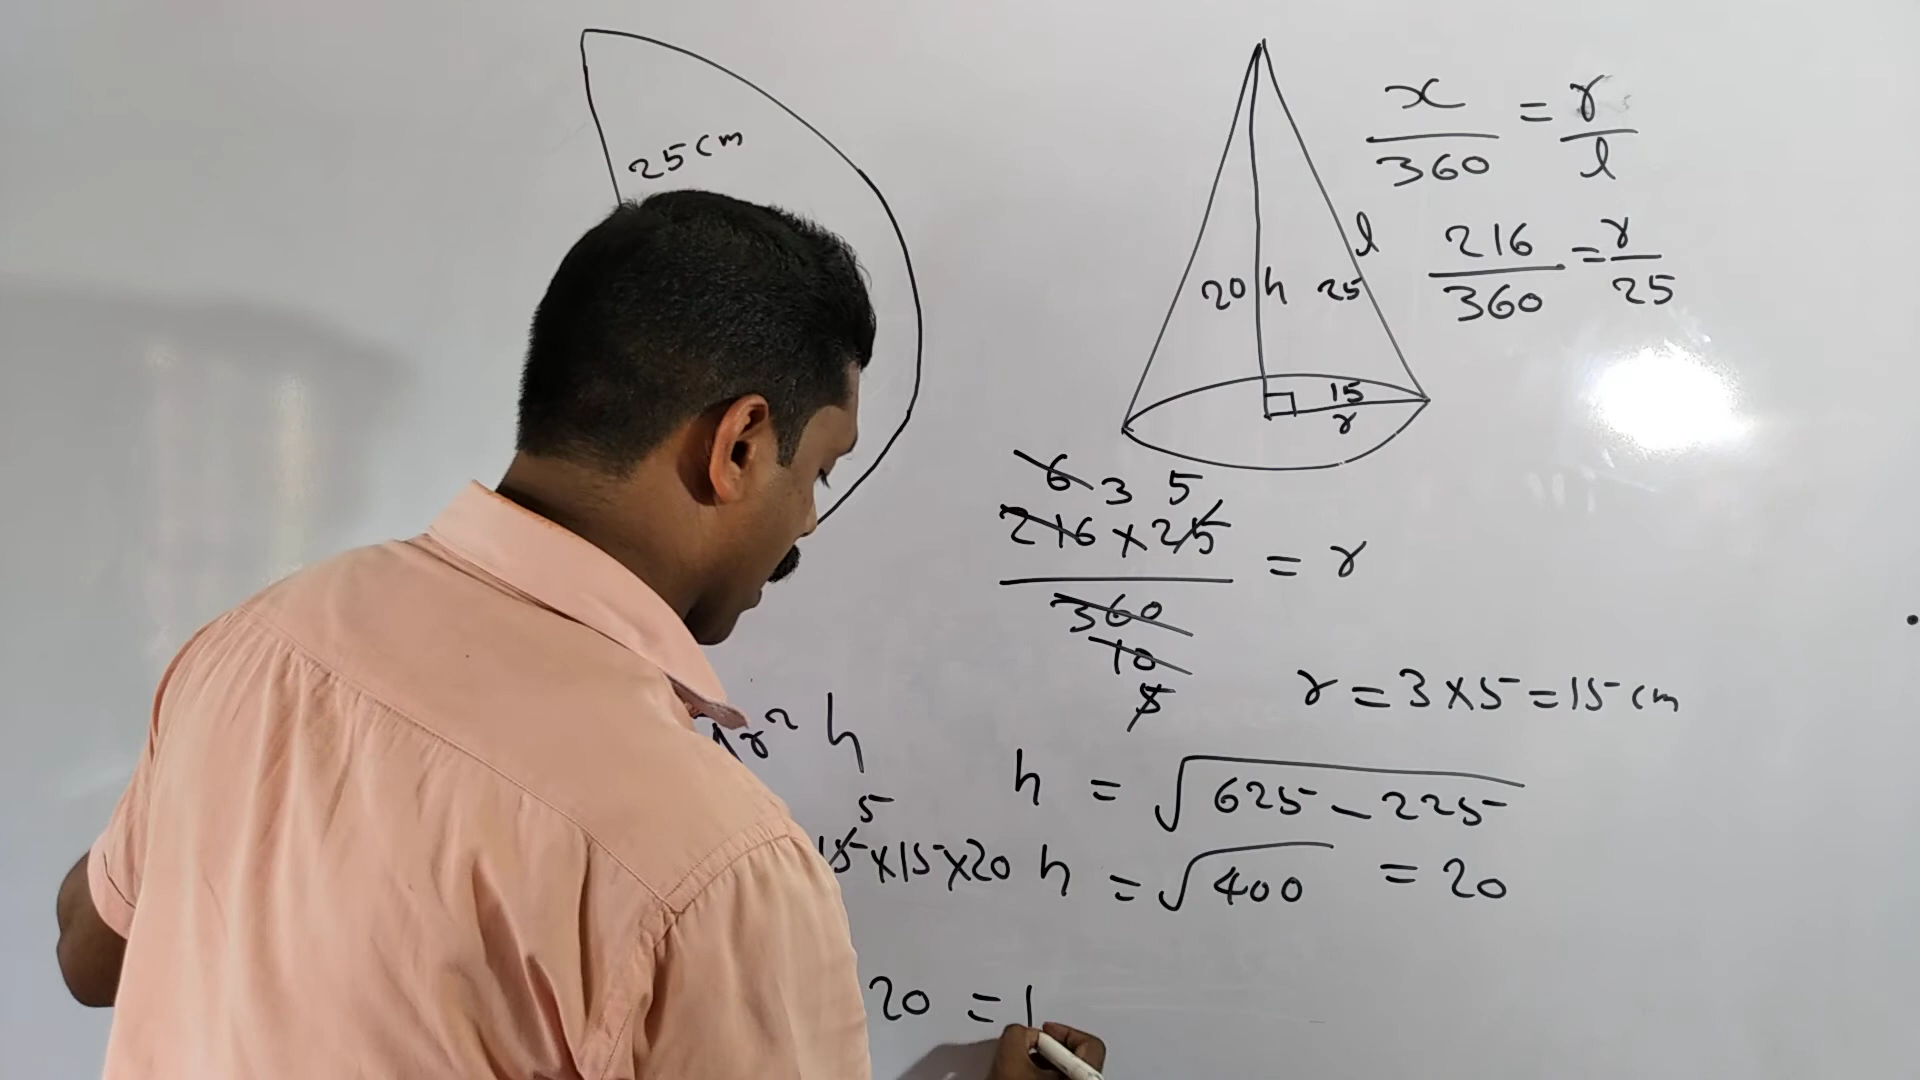 25 cm
x/360 = r/l
l
20 h 25
216/360 = r/25
15
r
6 3 5
216 × 25 / 360 = r
10
5
r = 3 × 5 = 15 cm
r² h
h = √625 - 225
5
15 × 15 × 20
h = √400 = 20
20 = 1